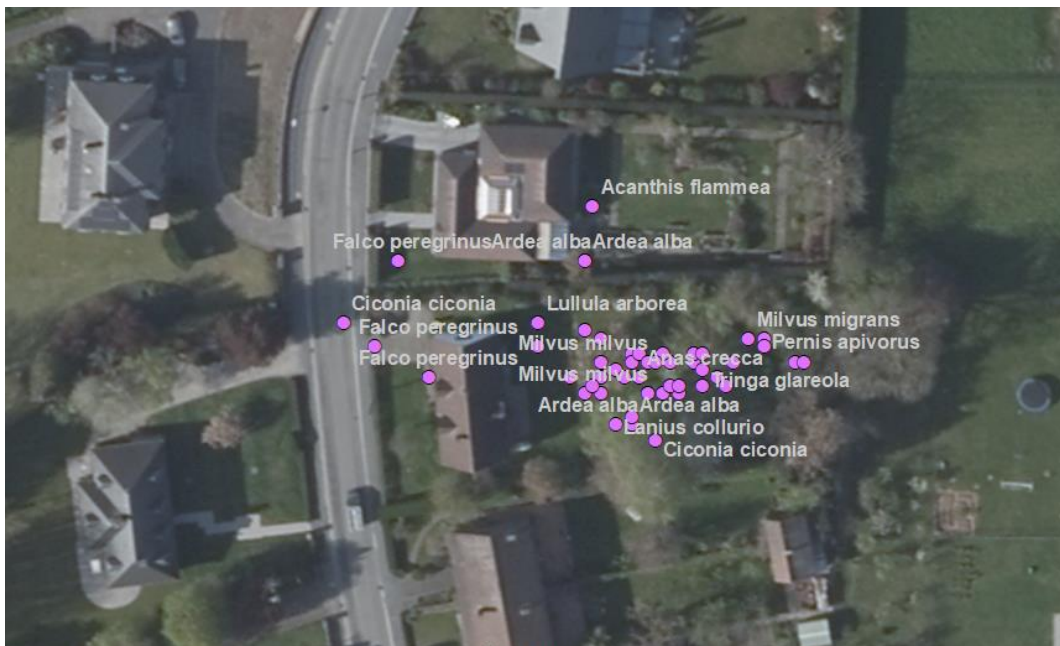 Acanthis flammea
Falco peregrinusArdea albaArdea alba
Ciconia ciconia
Lullula arborea
Milvus migrans
Falco peregrinus
Milvus milvus
Pernis apivorus
Falco peregrinus
Anas crecca
Milvus milvus
Tringa glareola
Ardea albaArdea alba
Lanius collurio
Ciconia ciconia